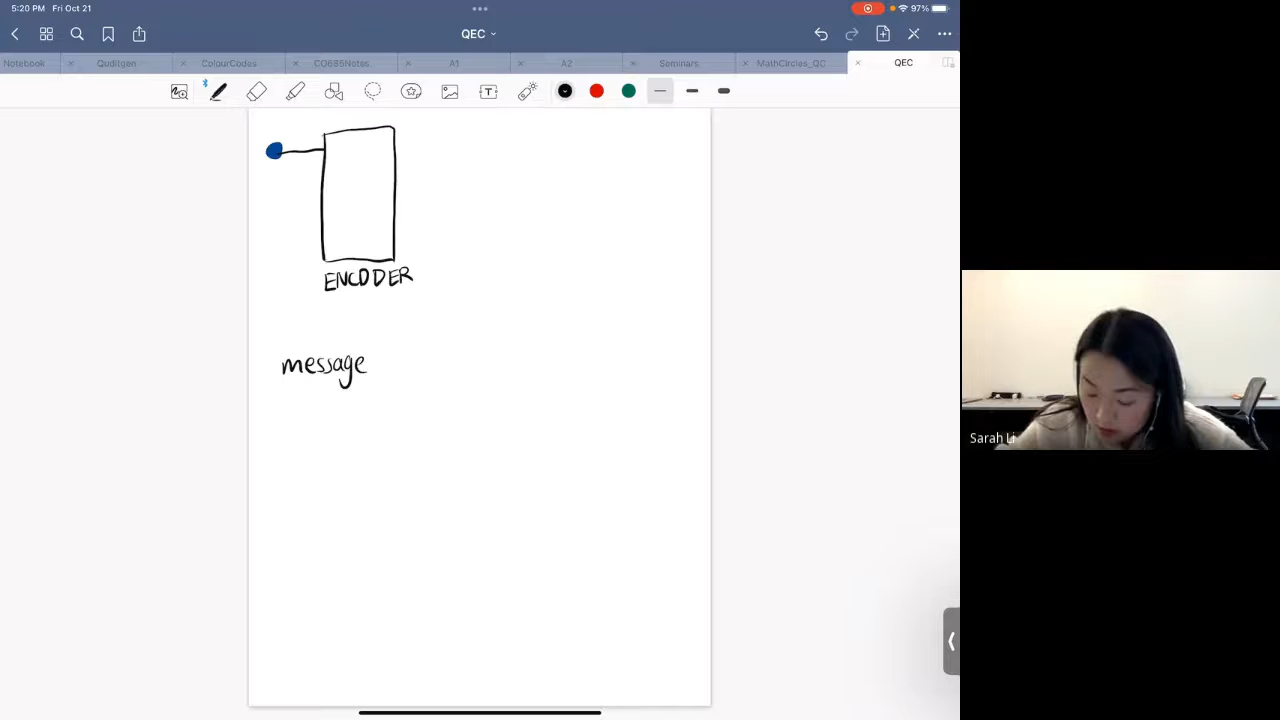 5:20 PM Fri Oct 21
97%
QEC
Notebook
Quditgen
ColourCodes
CO685Notes
A1
A2
Seminars
MathCircles_QC
QEC
T
ENCODER
message
Sarah Li